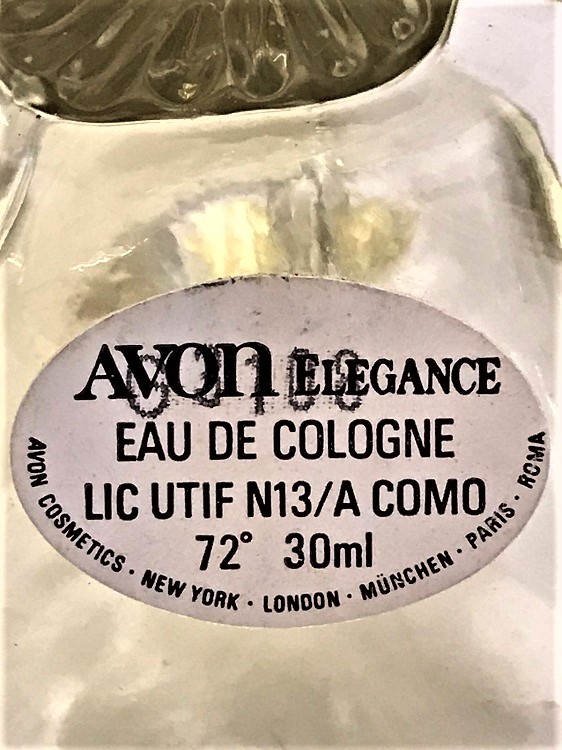 AVON ELEGANCE
EAU DE COLOGNE
LIC UTIF N13/A COMO
72° 30ml
AVON COSMETICS · NEW YORK · LONDON · MÜNCHEN · PARIS · ROMA